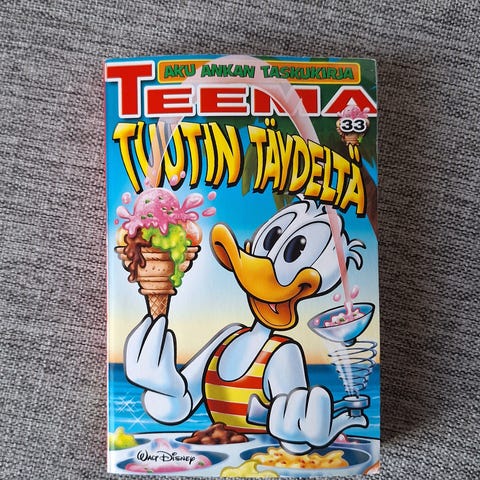 AKU ANKAN TASKUKIRJA
TEEMA
33
TUUTIN TÄYDELTÄ
WALT DISNEY